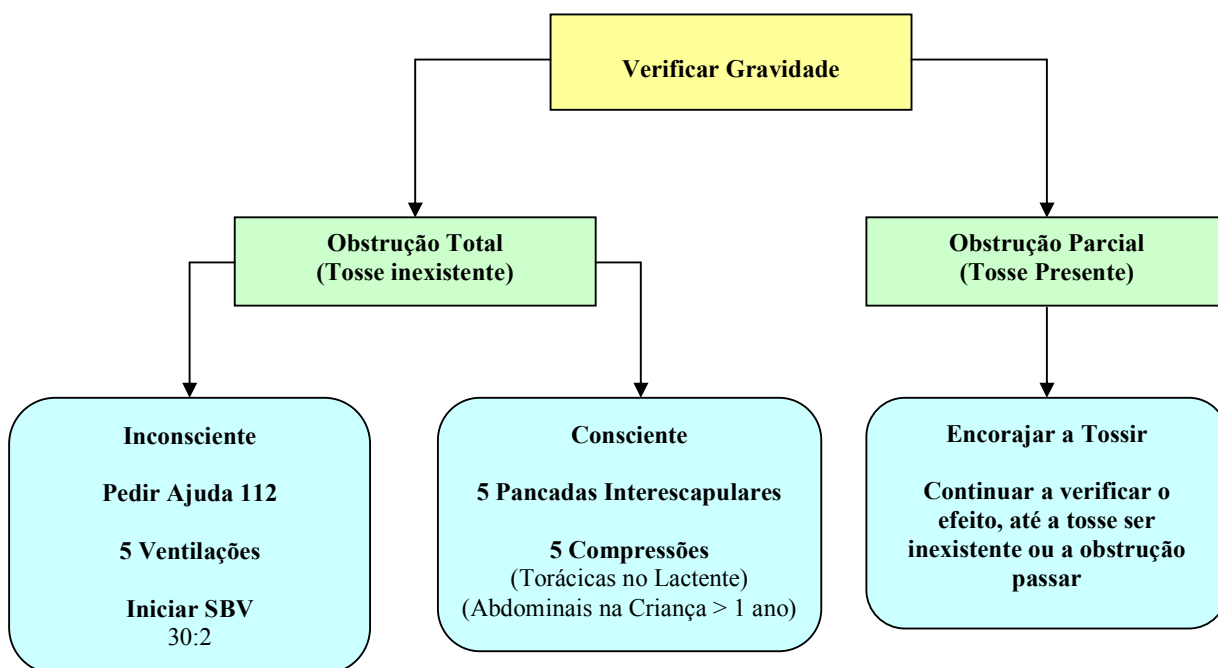 Verificar Gravidade
Obstrução Total
(Tosse inexistente)
Obstrução Parcial
(Tosse Presente)
Inconsciente
Pedir Ajuda 112
5 Ventilações
Iniciar SBV
30:2
Consciente
5 Pancadas Interescapulares
5 Compressões
(Torácicas no Lactente)
(Abdominais na Criança > 1 ano)
Encorajar a Tossir
Continuar a verificar o
efeito, até a tosse ser
inexistente ou a obstrução
passar